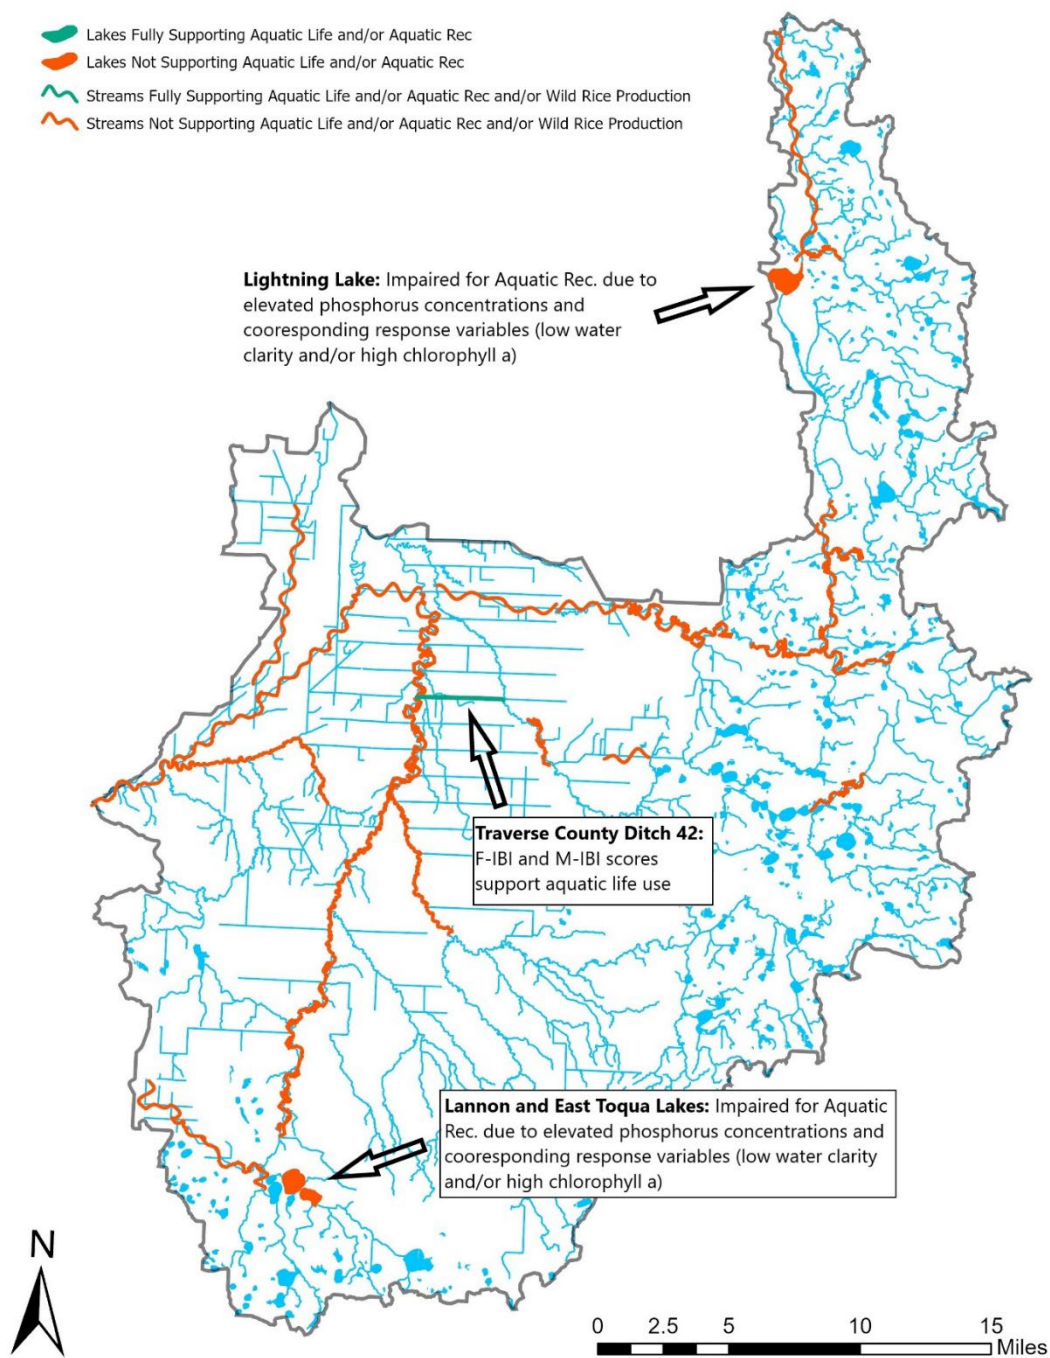 Lakes Fully Supporting Aquatic Life and/or Aquatic Rec
Lakes Not Supporting Aquatic Life and/or Aquatic Rec
Streams Fully Supporting Aquatic Life and/or Aquatic Rec and/or Wild Rice Production
Streams Not Supporting Aquatic Life and/or Aquatic Rec and/or Wild Rice Production
Lightning Lake: Impaired for Aquatic Rec. due to
elevated phosphorus concentrations and
cooresponding response variables (low water
clarity and/or high chlorophyll a)
Traverse County Ditch 42:
F-IBI and M-IBI scores
support aquatic life use
Lannon and East Toqua Lakes: Impaired for Aquatic
Rec. due to elevated phosphorus concentrations and
cooresponding response variables (low water clarity
and/or high chlorophyll a)
N
0 2.5 5 10 15
Miles